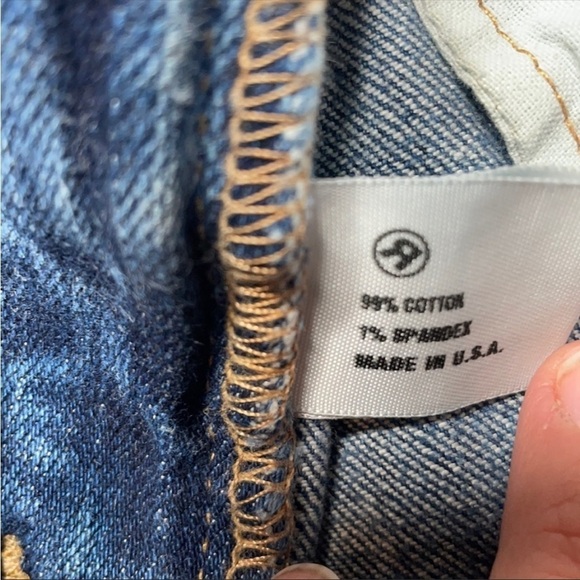 99% COTTON
1% SPANDEX
MADE IN U.S.A.